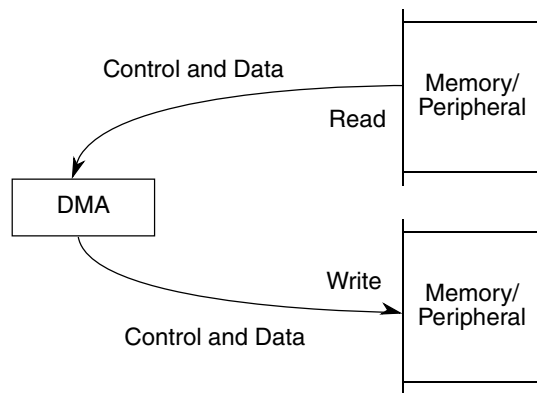 Control and Data
Memory/
Peripheral
Read
DMA
Write
Memory/
Peripheral
Control and Data